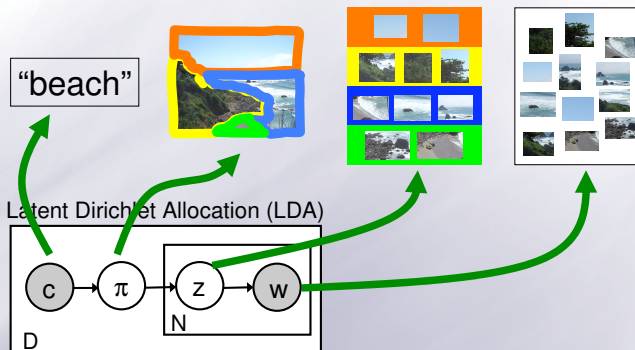 “beach”
Latent Dirichlet Allocation (LDA)
c
π
z
w
N
D